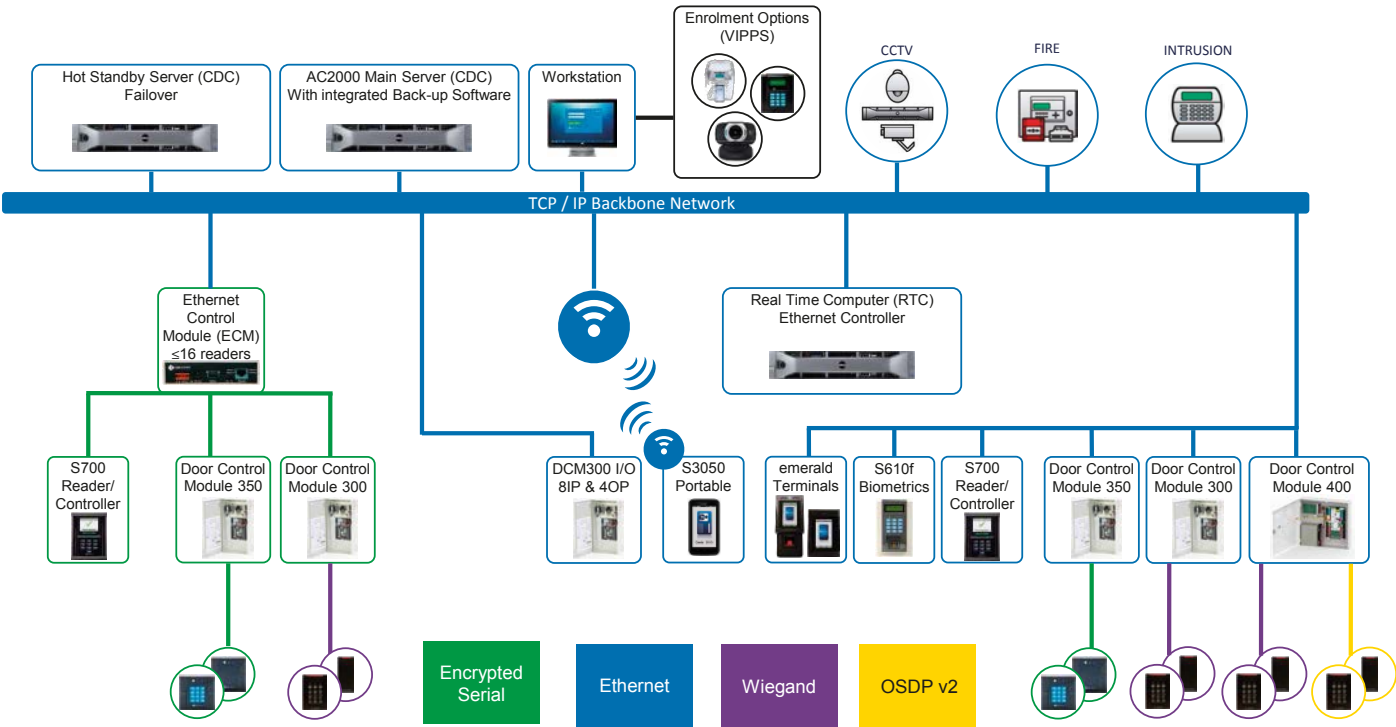 Enrolment Options
(VIPPS)
Hot Standby Server (CDC)
Failover
AC2000 Main Server (CDC)
With integrated Back-up Software
Workstation
CCTV
FIRE
INTRUSION
TCP / IP Backbone Network
Ethernet
Control
Module (ECM)
≤16 readers
Real Time Computer (RTC)
Ethernet Controller
S700
Reader/
Controller
Door Control
Module 350
Door Control
Module 300
DCM300 I/O
8IP & 4OP
S3050
Portable
emerald
Terminals
S610f
Biometrics
S700
Reader/
Controller
Door Control
Module 350
Door Control
Module 300
Door Control
Module 400
Encrypted
Serial
Ethernet
Wiegand
OSDP v2